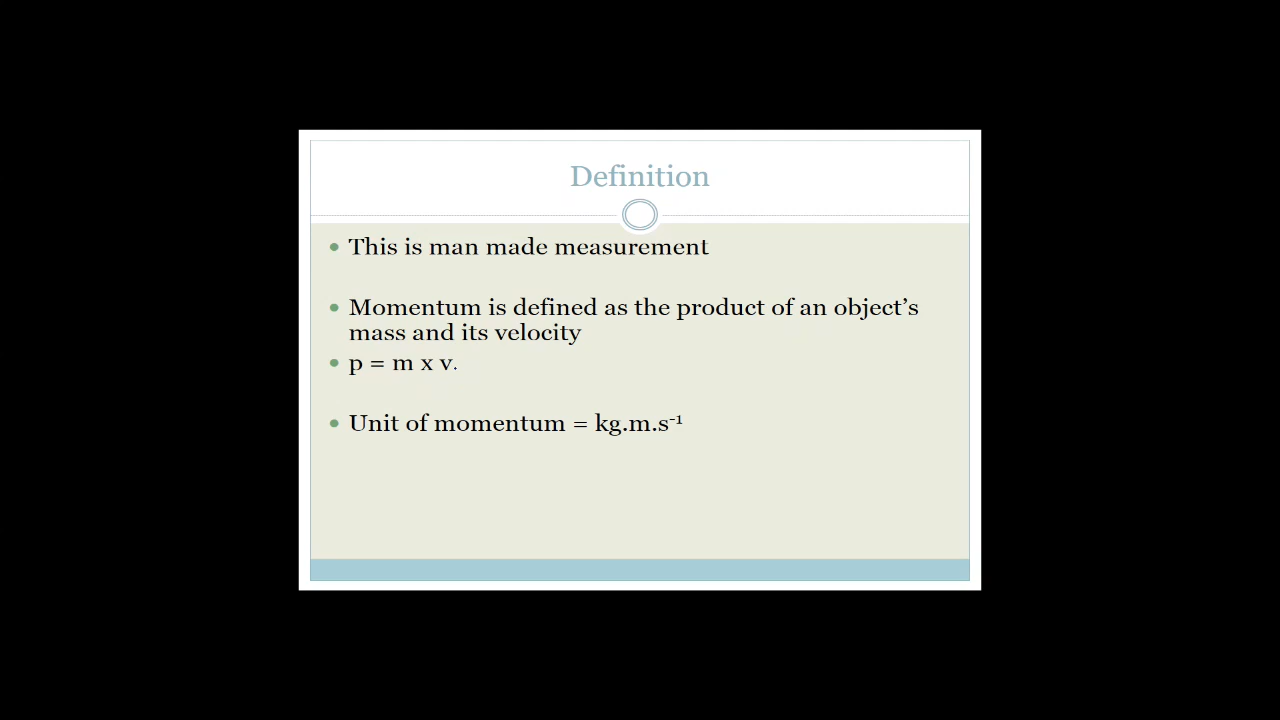 Definition
• This is man made measurement
• Momentum is defined as the product of an object’s
mass and its velocity
• p = m x v.
• Unit of momentum = kg.m.s⁻¹